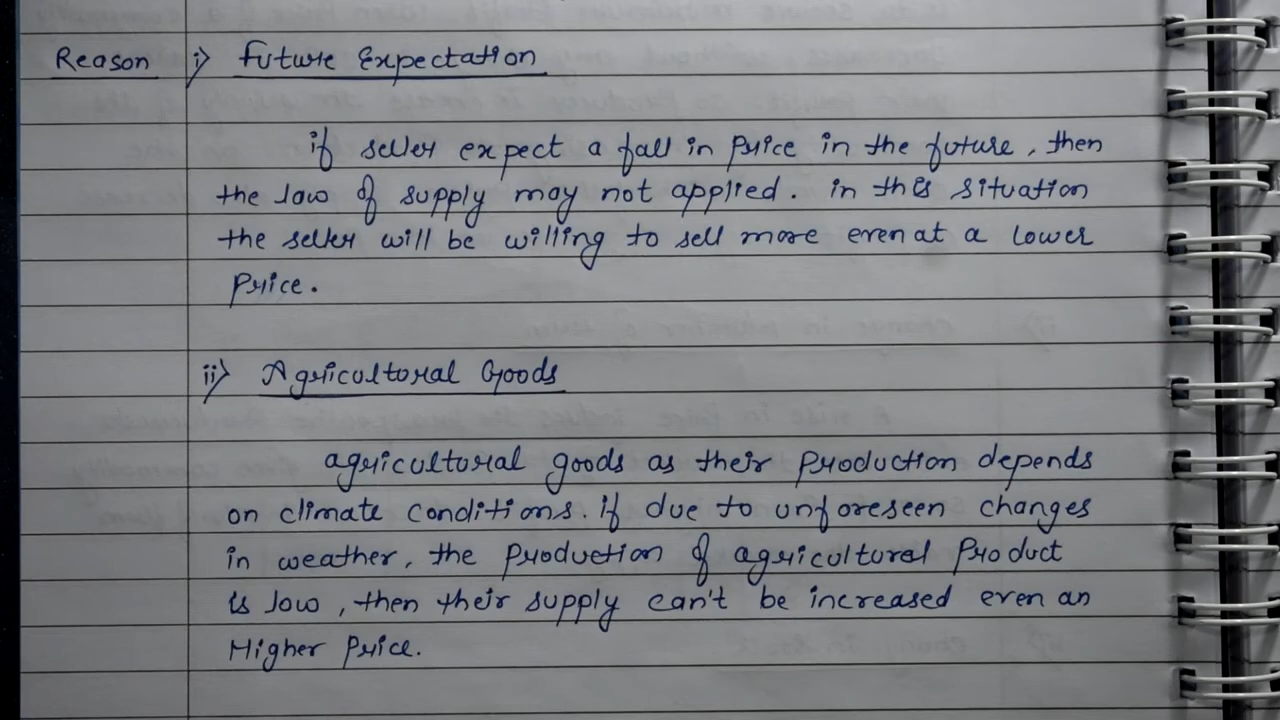 Reason i) Future Expectation
if seller expect a fall in price in the future, then
the law of supply may not applied. in this situation
the seller will be willing to sell more even at a lower
price.
ii) Agricultoral Goods
agricultoral goods as their production depends
on climate conditions. if due to unforeseen changes
in weather, the production of agricultural product
is low, then their supply can't be increased even an
Higher price.